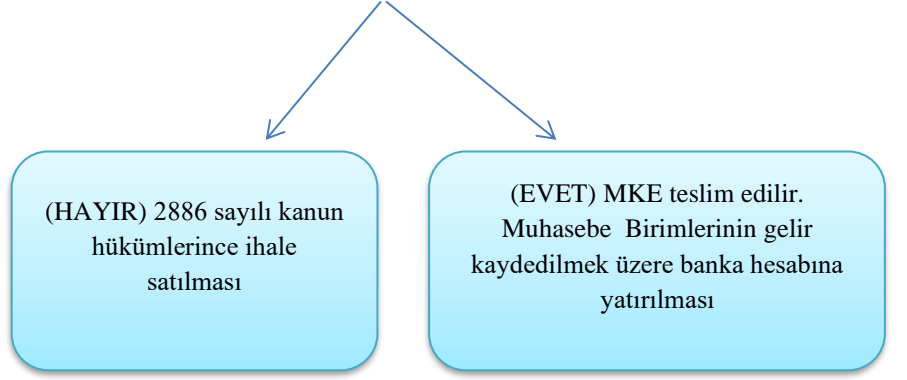 (HAYIR) 2886 sayılı kanun
hükümlerince ihale
satılması
(EVET) MKE teslim edilir.
Muhasebe Birimlerinin gelir
kaydedilmek üzere banka hesabına
yatırılması